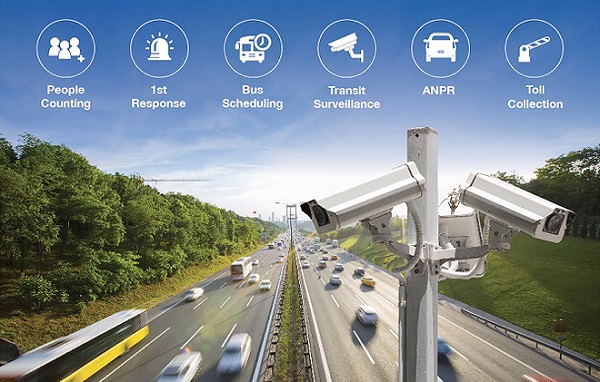 People
Counting
1st
Response
Bus
Scheduling
Transit
Surveillance
ANPR
Toll
Collection